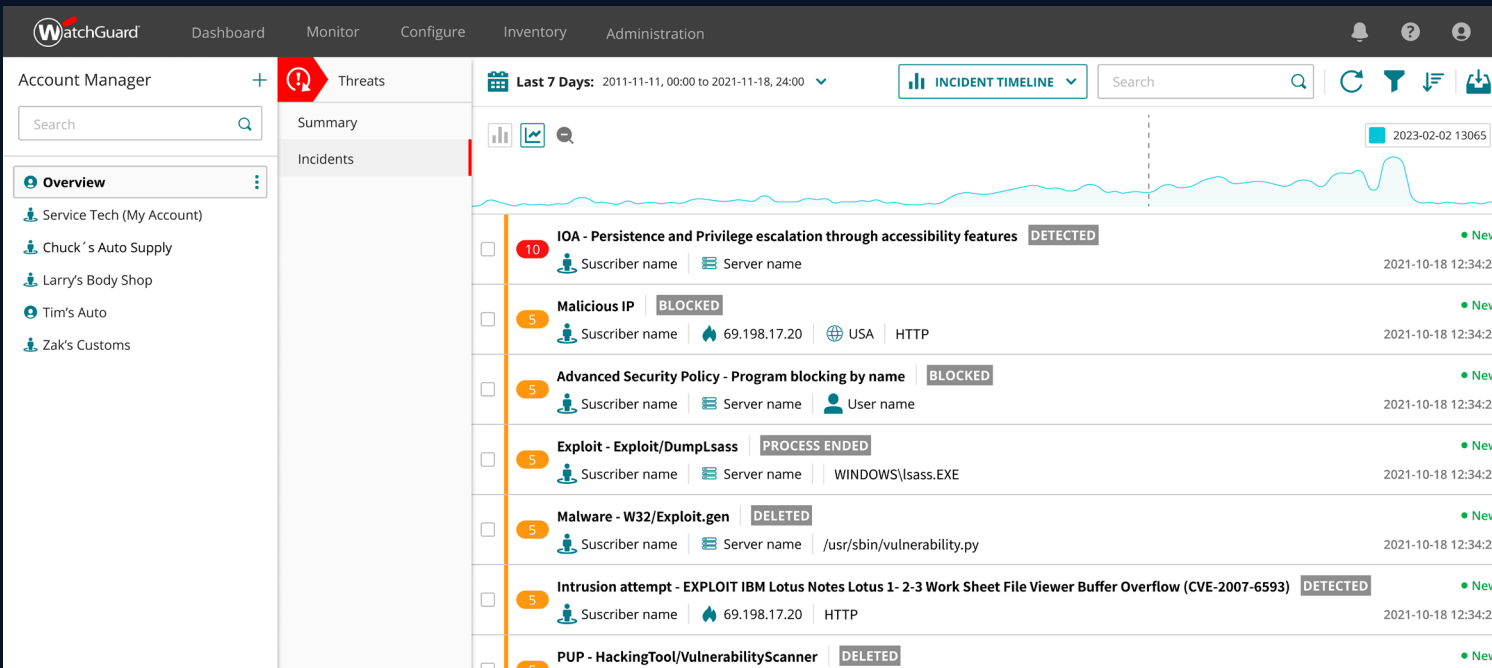 WatchGuard
Dashboard
Monitor
Configure
Inventory
Administration
Account Manager
Search
Overview
Service Tech (My Account)
Chuck´s Auto Supply
Larry's Body Shop
Tim's Auto
Zak's Customs
Threats
Summary
Incidents
Last 7 Days: 2011-11-11, 00:00 to 2021-11-18, 24:00
INCIDENT TIMELINE
Search
2023-02-02 13065
10 IOA - Persistence and Privilege escalation through accessibility features DETECTED New
Suscriber name Server name 2021-10-18 12:34:2
5 Malicious IP BLOCKED New
Suscriber name 69.198.17.20 USA HTTP 2021-10-18 12:34:2
5 Advanced Security Policy - Program blocking by name BLOCKED New
Suscriber name Server name User name 2021-10-18 12:34:2
5 Exploit - Exploit/DumpLsass PROCESS ENDED New
Suscriber name Server name WINDOWS\lsass.EXE 2021-10-18 12:34:2
5 Malware - W32/Exploit.gen DELETED New
Suscriber name Server name /usr/sbin/vulnerability.py 2021-10-18 12:34:2
5 Intrusion attempt - EXPLOIT IBM Lotus Notes Lotus 1- 2-3 Work Sheet File Viewer Buffer Overflow (CVE-2007-6593) DETECTED New
Suscriber name 69.198.17.20 HTTP 2021-10-18 12:34:2
5 PUP - HackingTool/VulnerabilityScanner DELETED New